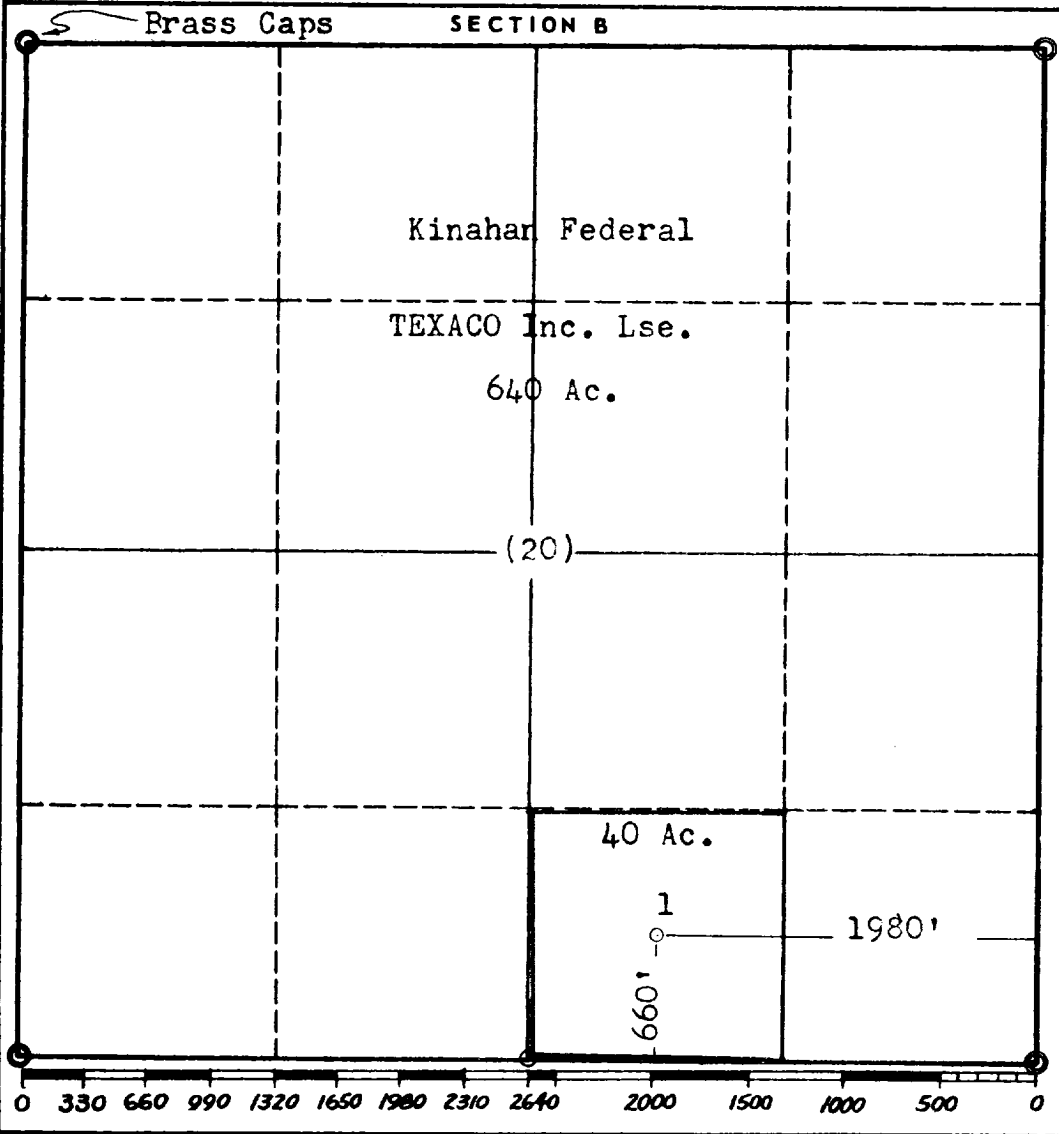 Brass Caps
SECTION B
Kinahan Federal
TEXACO Inc. Lse.
640 Ac.
(20)
40 Ac.
1
1980'
660'
0 330 660 990 1320 1650 1980 2310 2640 2000 1500 1000 500 0